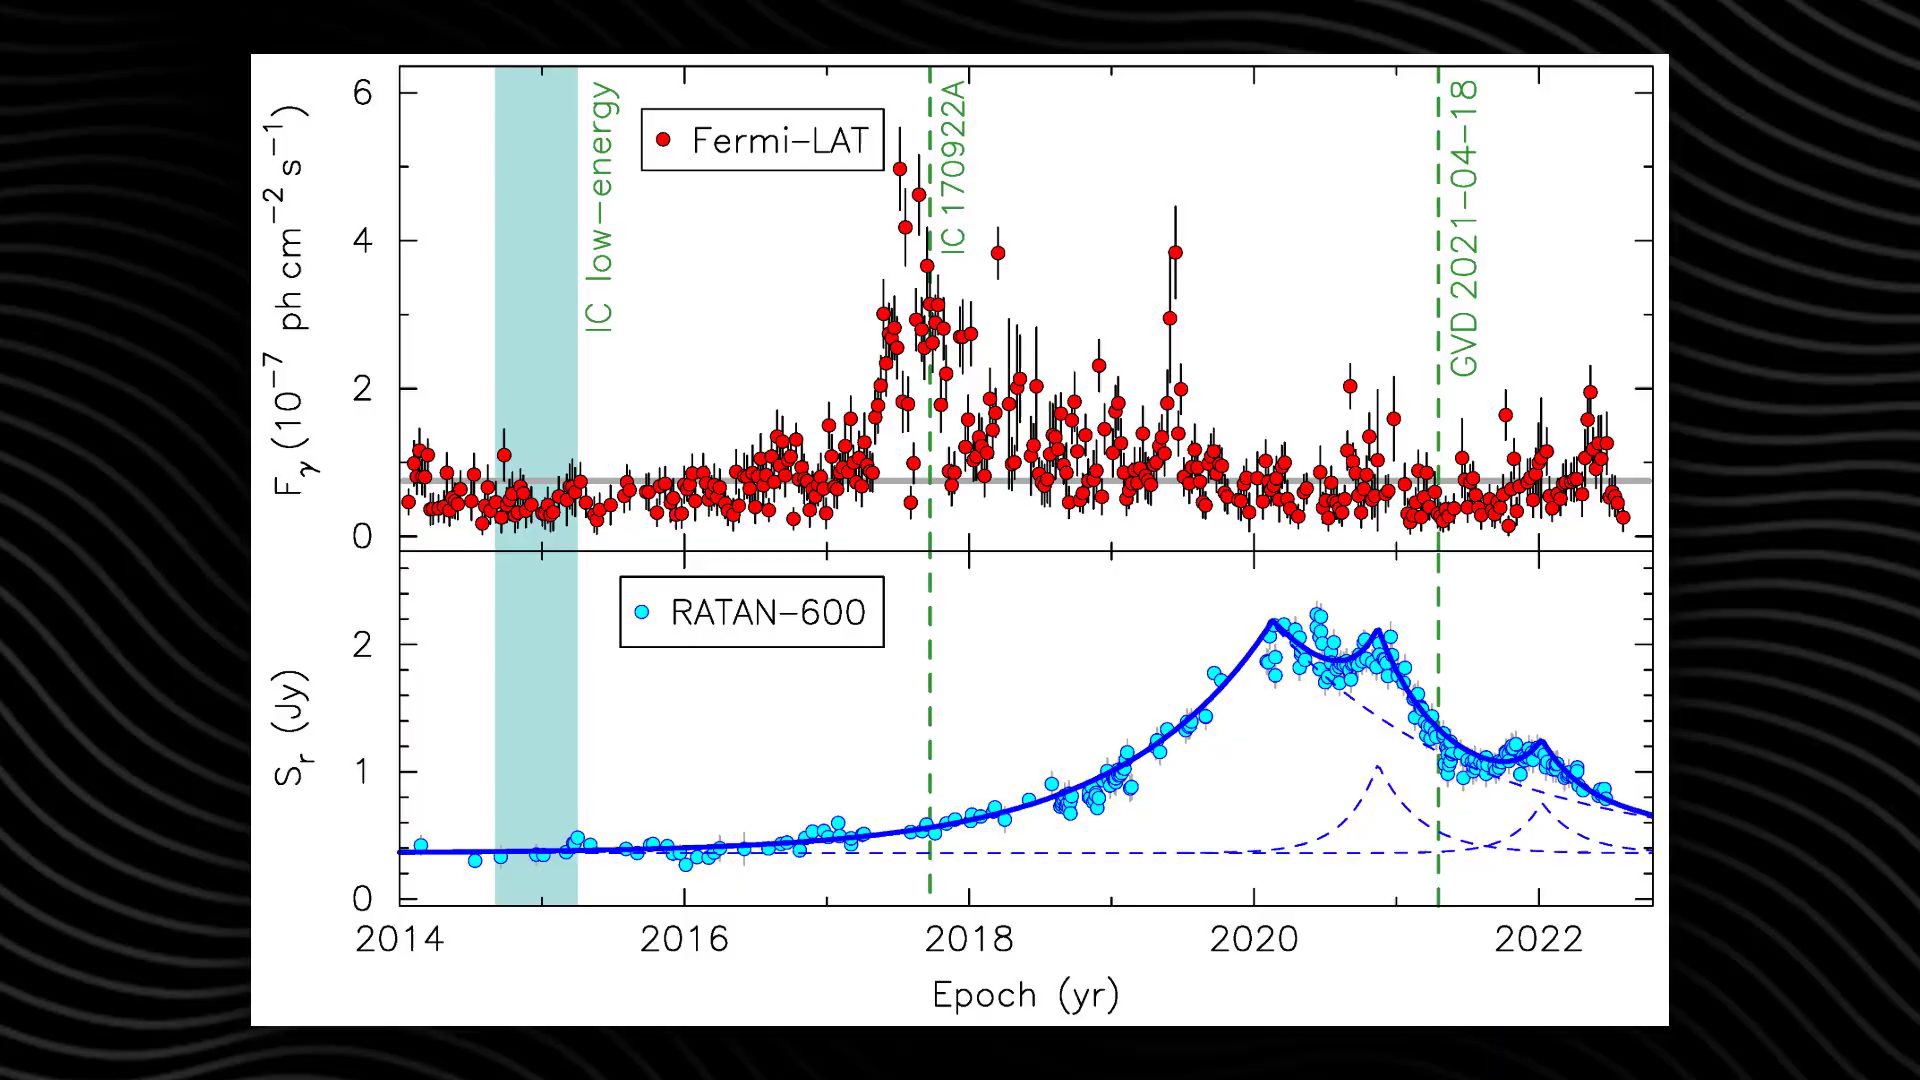 6
4
2
0
F_γ (10^−7 ph cm^−2 s^−1)
Fermi−LAT
IC low−energy
IC 170922A
GVD 2021−04−18
2
1
0
S_r (Jy)
RATAN−600
2014 2016 2018 2020 2022
Epoch (yr)